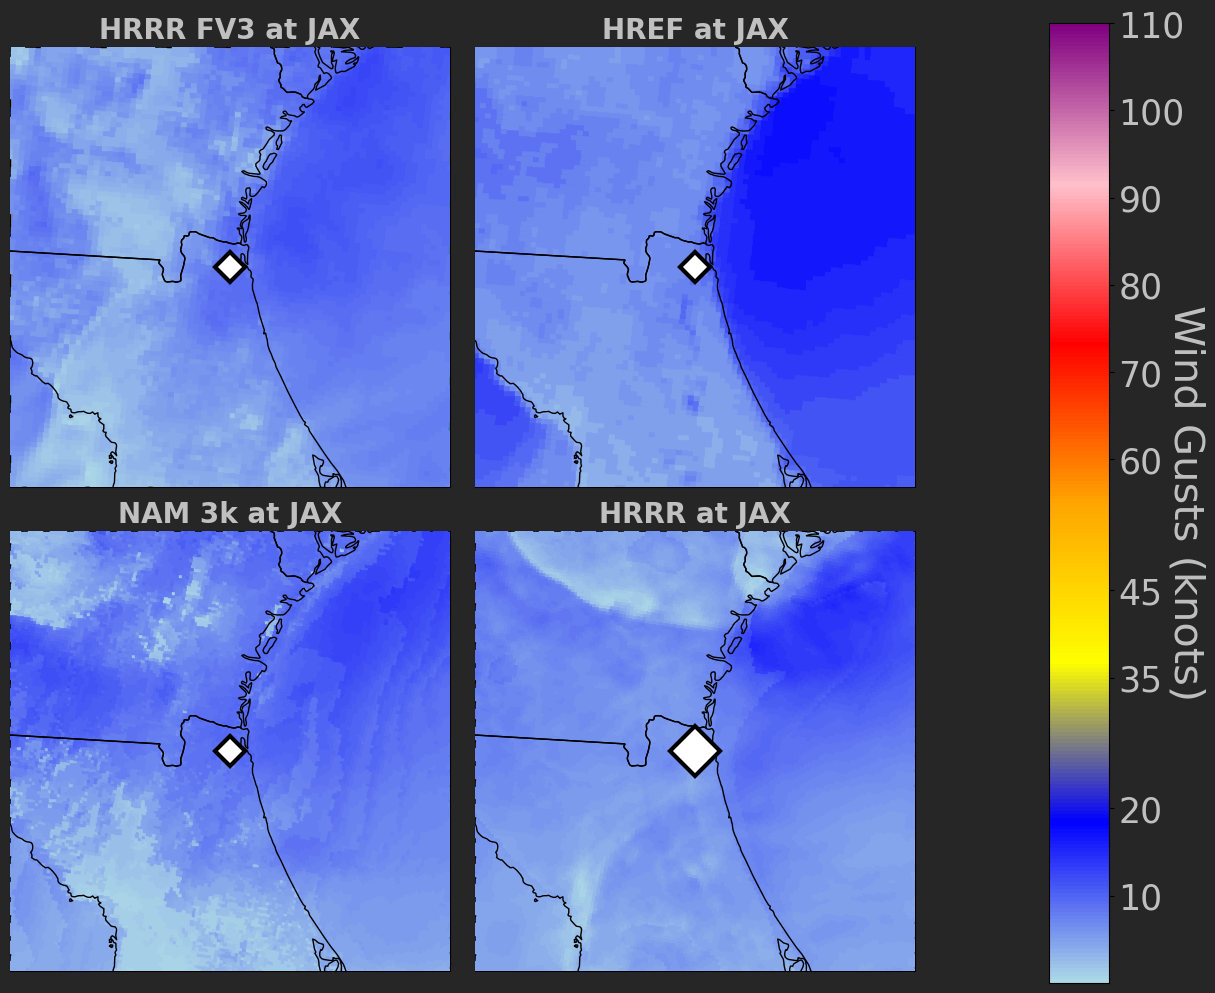 HRRR FV3 at JAX
HREF at JAX
NAM 3k at JAX
HRRR at JAX
110
100
90
80
70
60
45
35
20
10
Wind Gusts (knots)